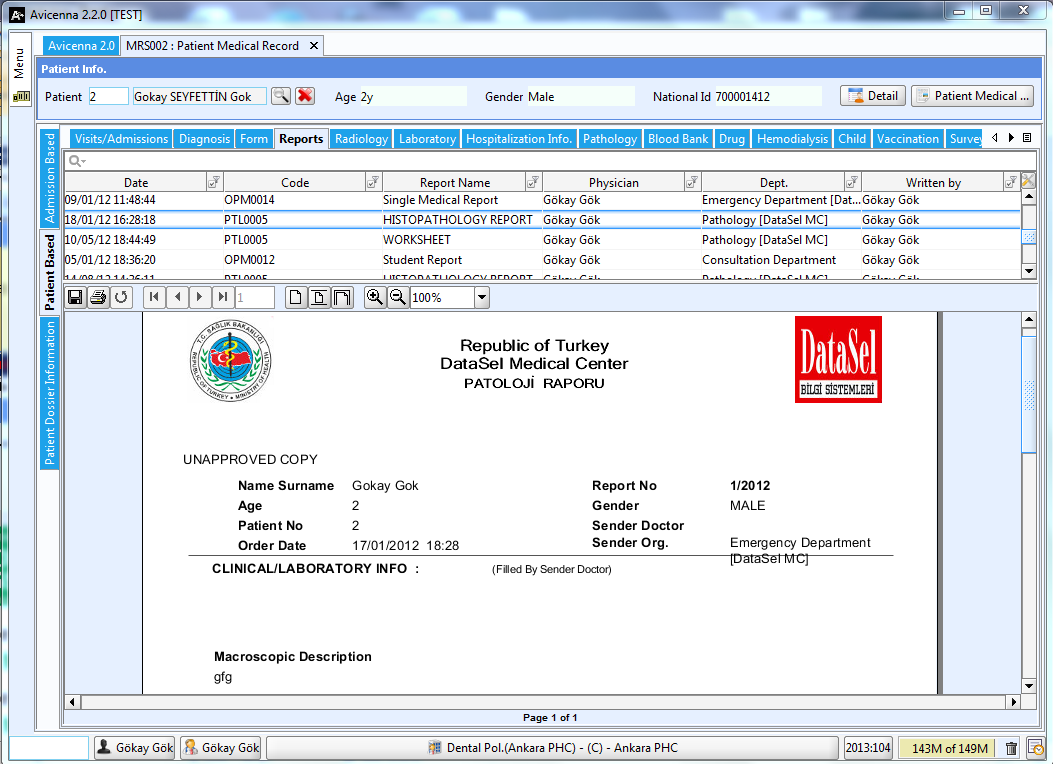 Avicenna 2.2.0 [TEST]
Menu
Avicenna 2.0 MRS002 : Patient Medical Record
Patient Info.
Patient 2 Gokay SEYFETTİN Gok Age 2y Gender Male National Id 700001412 Detail Patient Medical ...
Admission Based
Patient Based
Patient Dossier Information
Visits/Admissions Diagnosis Form Reports Radiology Laboratory Hospitalization Info. Pathology Blood Bank Drug Hemodialysis Child Vaccination Survey
Date Code Report Name Physician Dept. Written by
09/01/12 11:48:44 OPM0014 Single Medical Report Gökay Gök Emergency Department [Dat... Gökay Gök
18/01/12 16:28:18 PTL0005 HISTOPATHOLOGY REPORT Gökay Gök Pathology [DataSel MC] Gökay Gök
10/05/12 18:44:49 PTL0005 WORKSHEET Gökay Gök Pathology [DataSel MC] Gökay Gök
05/01/12 18:36:20 OPM0012 Student Report Gökay Gök Consultation Department Gökay Gök
14/08/12 14:26:11 PTL0005 HISTOPATHOLOGY REPORT Gökay Gök Pathology [DataSel MC] Gökay Gök
1 100%
T.C. SAĞLIK BAKANLIĞI
REPUBLIC OF TURKEY • MINISTRY OF HEALTH
Republic of Turkey
DataSel Medical Center
PATOLOJİ RAPORU
DataSel
BİLGİ SİSTEMLERİ
UNAPPROVED COPY
Name Surname Gokay Gok Report No 1/2012
Age 2 Gender MALE
Patient No 2 Sender Doctor
Order Date 17/01/2012 18:28 Sender Org. Emergency Department
[DataSel MC]
CLINICAL/LABORATORY INFO : (Filled By Sender Doctor)
Macroscopic Description
gfg
Page 1 of 1
Gökay Gök Gökay Gök Dental Pol.(Ankara PHC) - (C) - Ankara PHC 2013:104 143M of 149M